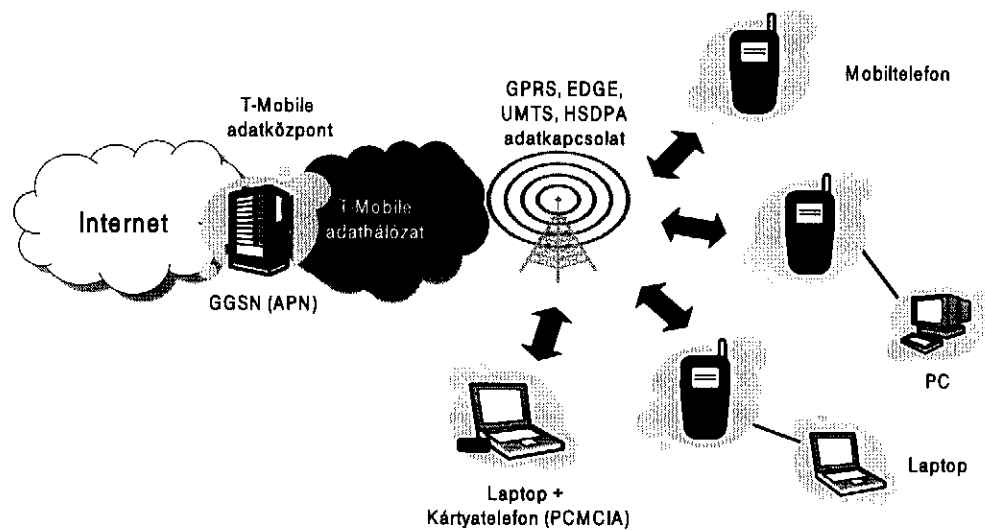 Mobiltelefon
GPRS, EDGE,
UMTS, HSDPA
adatkapcsolat
T-Mobile
adatközpont
Internet
T-Mobile
adathálózat
GGSN (APN)
PC
Laptop
Laptop +
Kártyatelefon (PCMCIA)